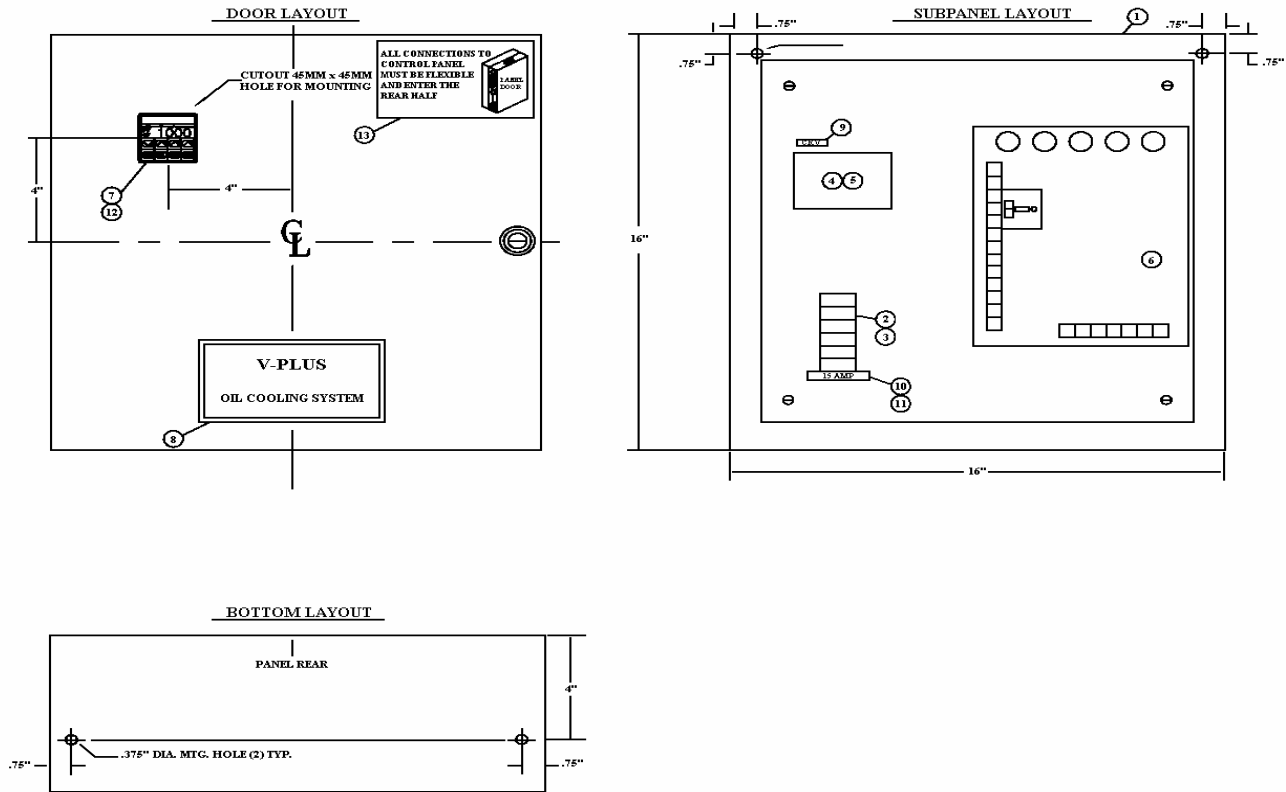 DOOR LAYOUT
ALL CONNECTIONS TO
CONTROL PANEL
MUST BE FLEXIBLE
AND ENTER THE
REAR HALF
PANEL
DOOR
CUTOUT 45MM x 45MM
HOLE FOR MOUNTING
13
1000
4"
4"
7
12
CL
V-PLUS
OIL COOLING SYSTEM
8
SUBPANEL LAYOUT
1
.75"
.75"
.75"
.75"
9
4
5
6
16"
2
3
15 AMP
10
11
16"
BOTTOM LAYOUT
PANEL REAR
4"
.375" DIA. MTG. HOLE (2) TYP.
.75"
.75"